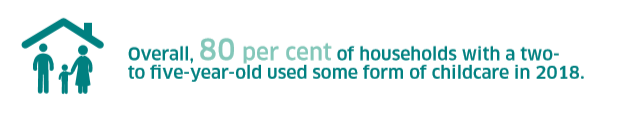 Overall, 80 per cent of households with a two-
to five-year-old used some form of childcare in 2018.